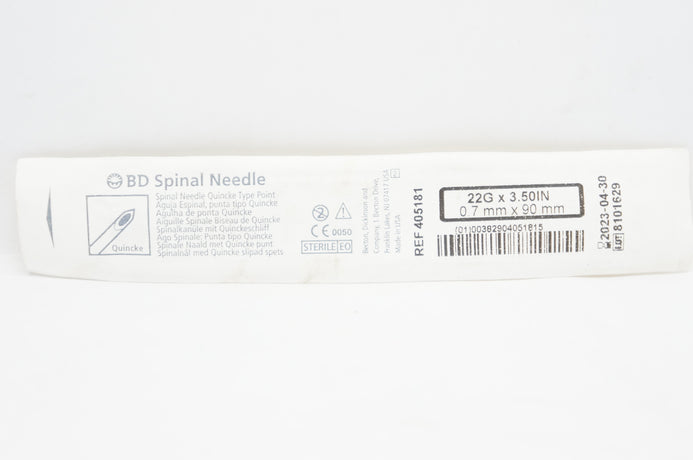 BD Spinal Needle
Spinal Needle Quincke Type Point
Aguja Espinal, punta tipo Quincke
Agulha de ponta Quincke
Aiguille Spinale Biseau de Quincke
Spinalkanule mit Quinckeschliff
Ago Spinale: Punta tipo Quincke
Spinale Naald met Quincke punt
Spinalnål med Quincke slipad spets
Quincke
CE 0050
STERILE EO
Becton, Dickinson and
Company, 1 Becton Drive,
Franklin Lakes, NJ 07417 USA
Made in USA
REF 405181
22G x 3.50IN
0.7 mm x 90 mm
(01)00382904051815
2023-04-30
LOT 8101629